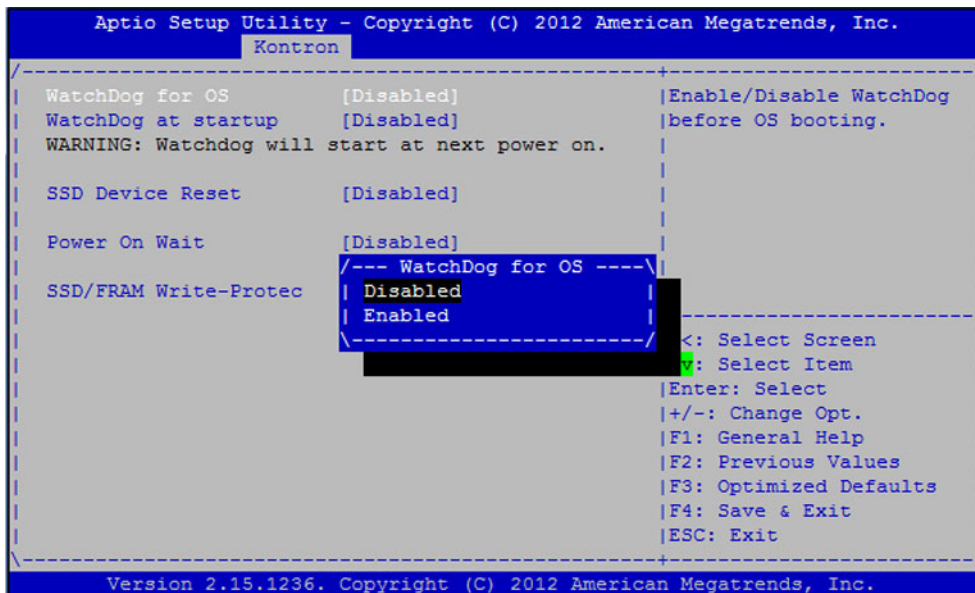 Aptio Setup Utility - Copyright (C) 2012 American Megatrends, Inc.
Kontron
WatchDog for OS [Disabled]
WatchDog at startup [Disabled]
WARNING: Watchdog will start at next power on.
SSD Device Reset [Disabled]
Power On Wait [Disabled]
SSD/FRAM Write-Protec
WatchDog for OS
Disabled
Enabled
Enable/Disable WatchDog
before OS booting.
<: Select Screen
v: Select Item
Enter: Select
+/-: Change Opt.
F1: General Help
F2: Previous Values
F3: Optimized Defaults
F4: Save & Exit
ESC: Exit
Version 2.15.1236. Copyright (C) 2012 American Megatrends, Inc.